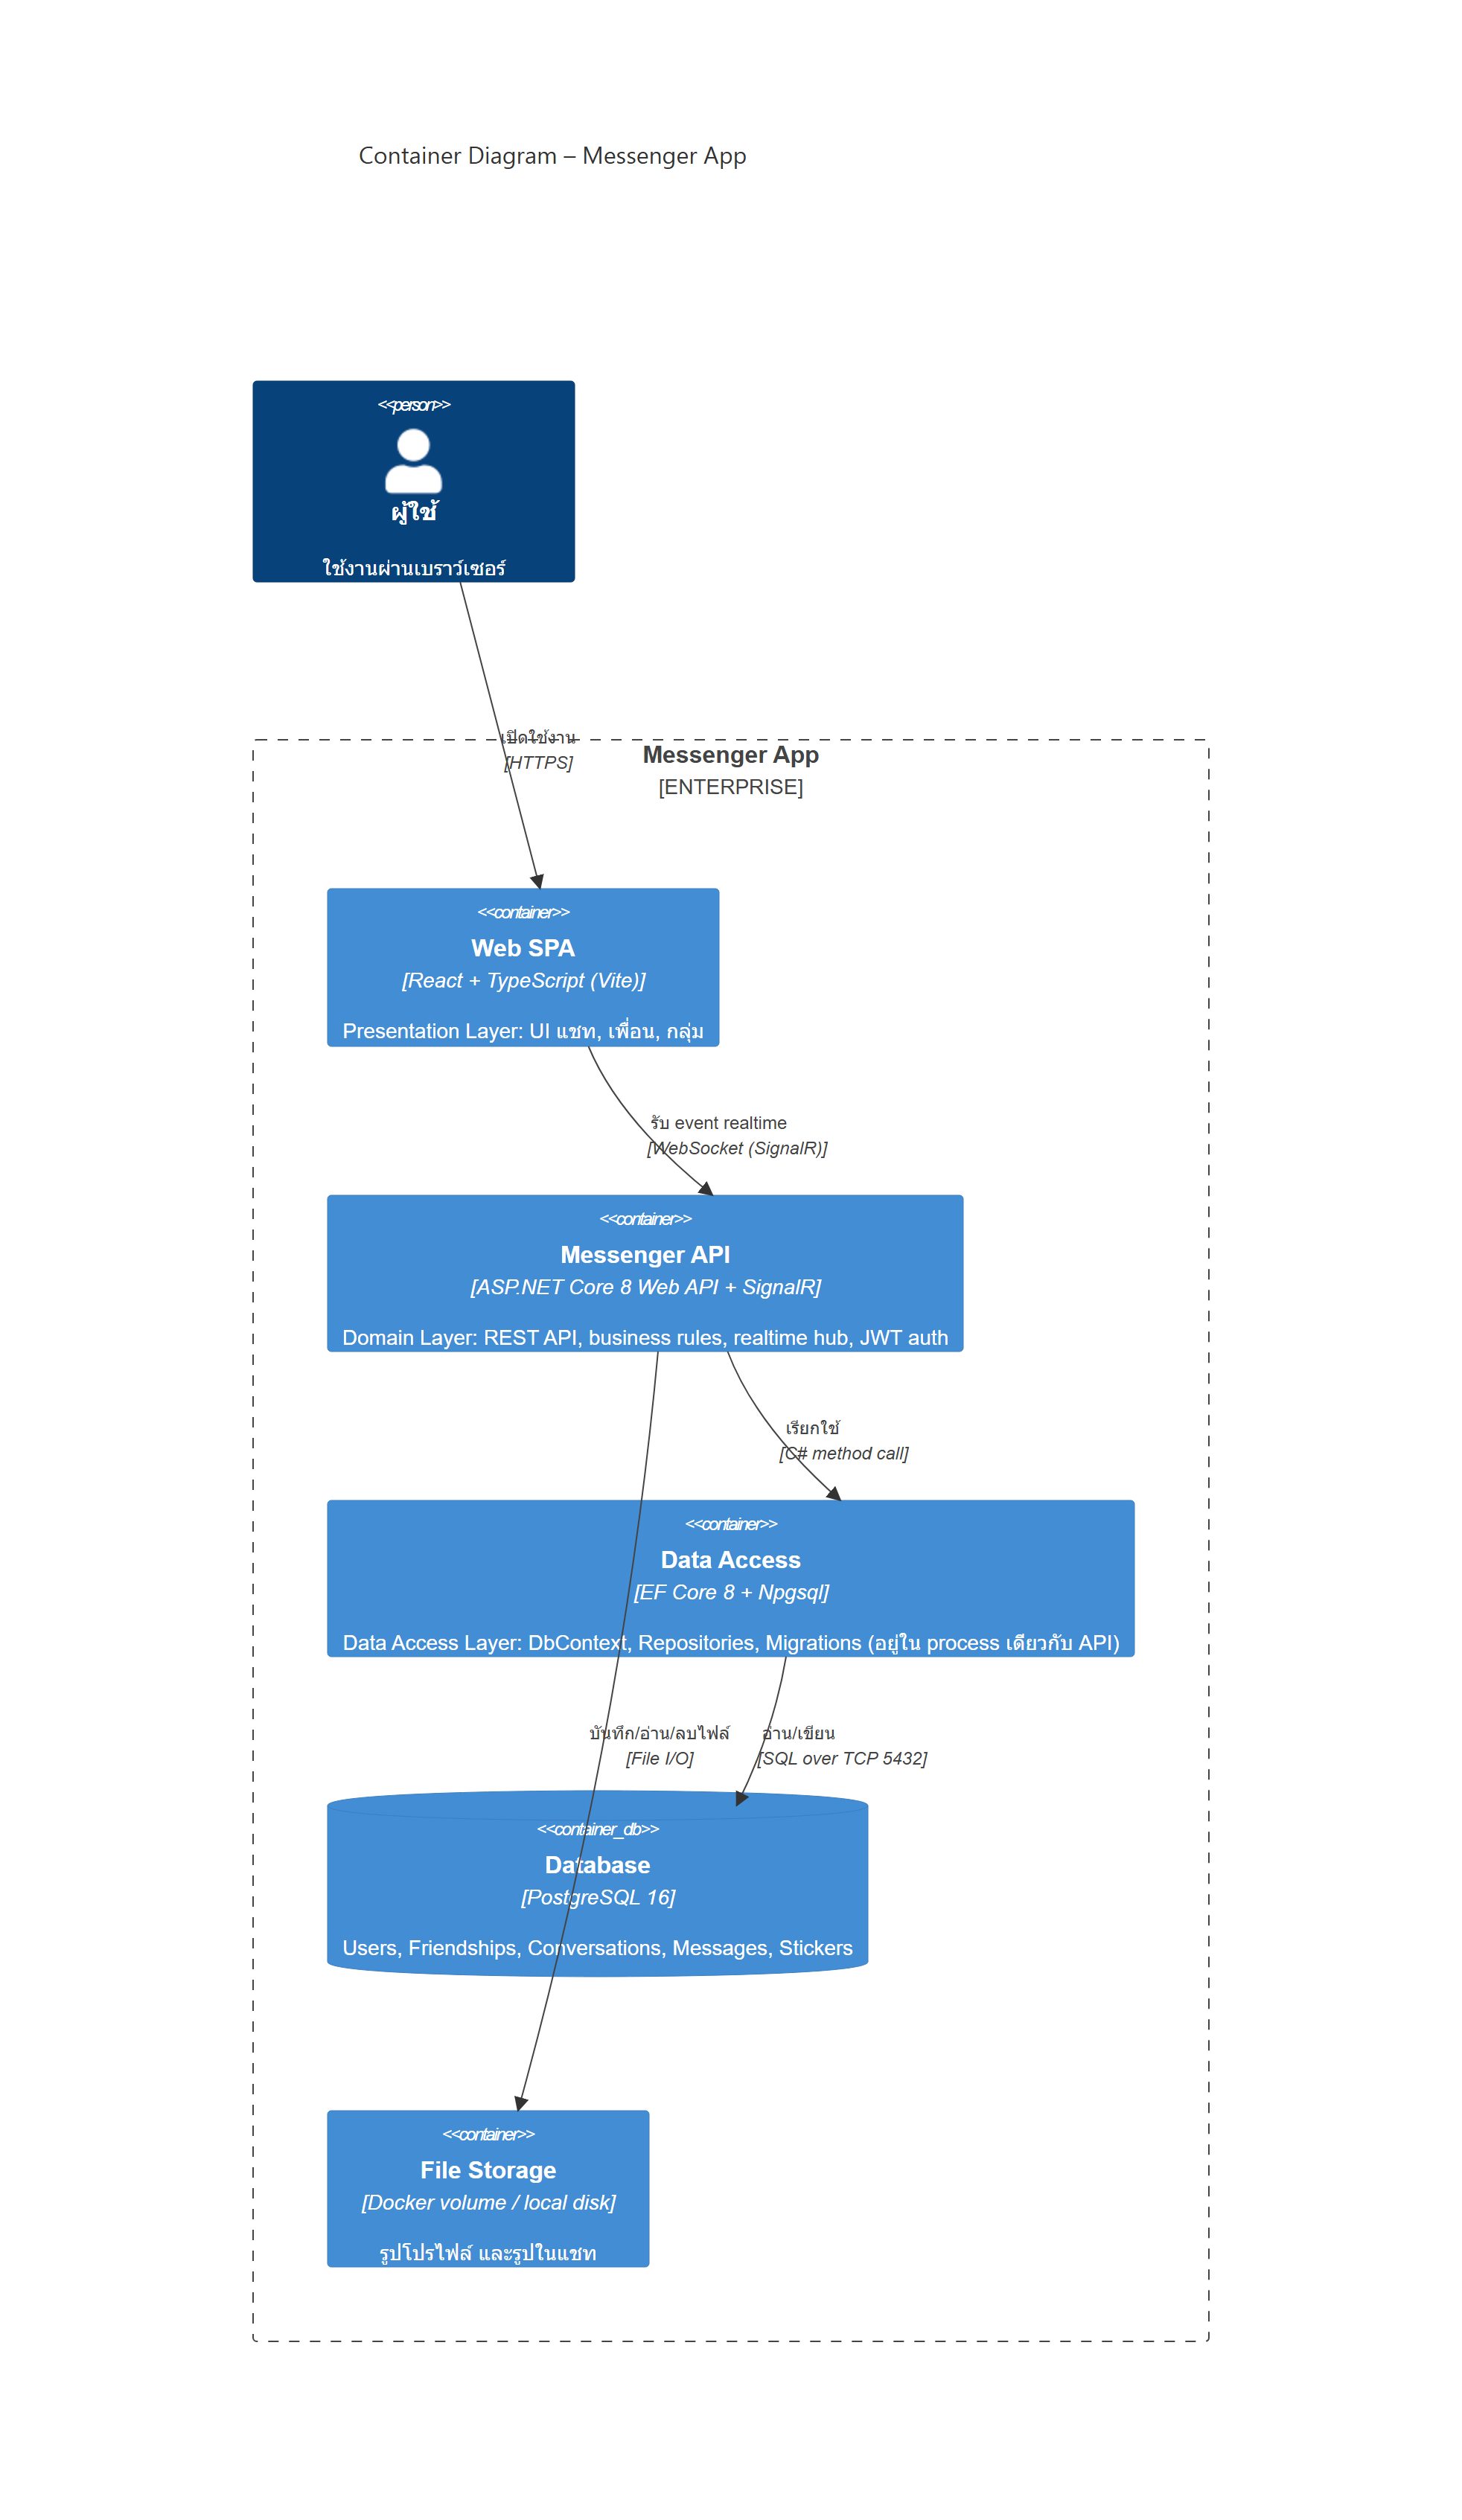 Container Diagram – Messenger App
<<person>>
ผู้ใช้
ใช้งานผ่านเบราว์เซอร์
เปิดใช้งาน
[HTTPS]
Messenger App
[ENTERPRISE]
<<container>>
Web SPA
[React + TypeScript (Vite)]
Presentation Layer: UI แชท, เพื่อน, กลุ่ม
รับ event realtime
[WebSocket (SignalR)]
<<container>>
Messenger API
[ASP.NET Core 8 Web API + SignalR]
Domain Layer: REST API, business rules, realtime hub, JWT auth
เรียกใช้
[C# method call]
<<container>>
Data Access
[EF Core 8 + Npgsql]
Data Access Layer: DbContext, Repositories, Migrations (อยู่ใน process เดียวกับ API)
บันทึก/อ่าน/ลบไฟล์
[File I/O]
อ่าน/เขียน
[SQL over TCP 5432]
<<container_db>>
Database
[PostgreSQL 16]
Users, Friendships, Conversations, Messages, Stickers
<<container>>
File Storage
[Docker volume / local disk]
รูปโปรไฟล์ และรูปในแชท